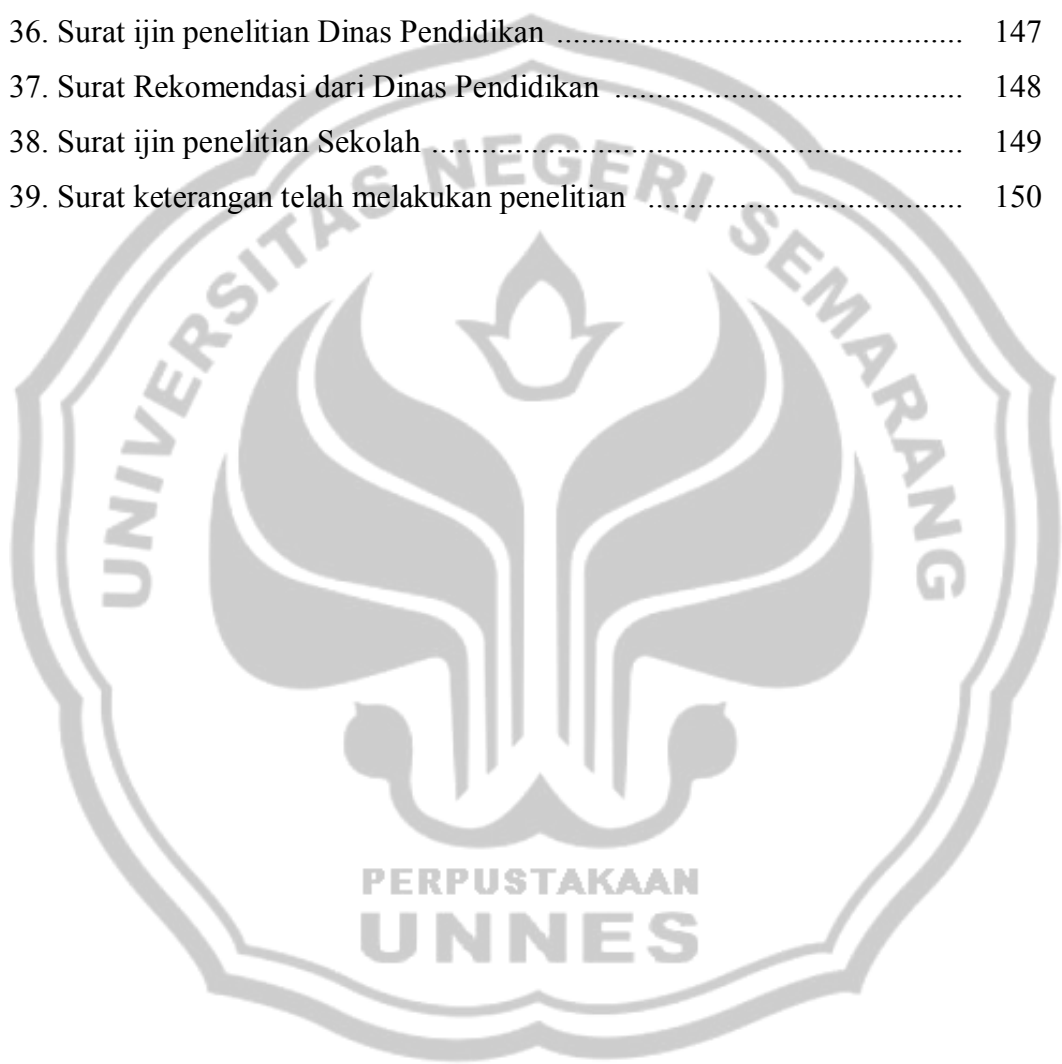 36. Surat ijin penelitian Dinas Pendidikan ................................................ 147
37. Surat Rekomendasi dari Dinas Pendidikan ......................................... 148
38. Surat ijin penelitian Sekolah ............................................................... 149
39. Surat keterangan telah melakukan penelitian ..................................... 150
UNIVERSITAS NEGERI SEMARANG
PERPUSTAKAAN
UNNES